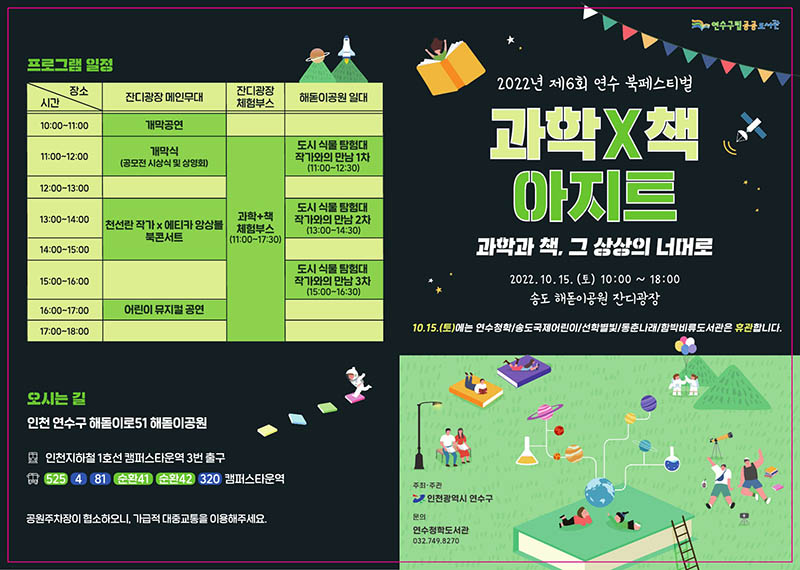 프로그램 일정
장소
시간
잔디광장 메인무대
잔디광장
체험부스
해돋이공원 일대
10:00~11:00
개막공연
11:00~12:00
개막식
(공모전 시상식 및 상영회)
도시 식물 탐험대
작가와의 만남 1차
(11:00~12:30)
12:00~13:00
13:00~14:00
천선란 작가 x 에티카 앙상블
북콘서트
과학+책
체험부스
(11:00~17:30)
도시 식물 탐험대
작가와의 만남 2차
(13:00~14:30)
14:00~15:00
15:00~16:00
도시 식물 탐험대
작가와의 만남 3차
(15:00~16:30)
16:00~17:00
어린이 뮤지컬 공연
17:00~18:00
오시는 길
인천 연수구 해돋이로51 해돋이공원
인천지하철 1호선 캠퍼스타운역 3번 출구
525 4 81 순환41 순환42 320 캠퍼스타운역
공원주차장이 협소하오니, 가급적 대중교통을 이용해주세요.
연수구립공공도서관
2022년 제6회 연수 북페스티벌
과학X책
아지트
과학과 책, 그 상상의 너머로
2022. 10. 15. (토) 10:00 ~ 18:00
송도 해돋이공원 잔디광장
10.15.(토)에는 연수청학/송도국제어린이/선학별빛/동춘나래/함박비류도서관은 휴관합니다.
주최·주관
인천광역시 연수구
문의
연수청학도서관
032.749.8270